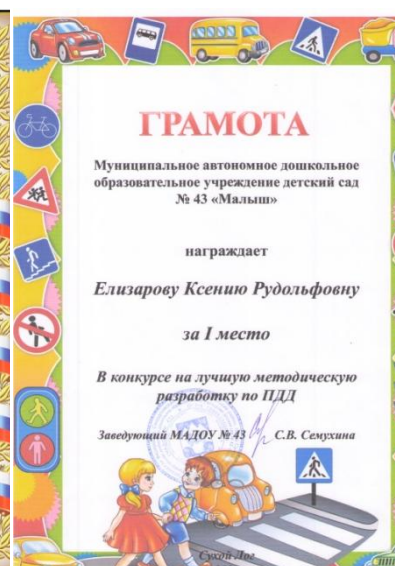 ГРАМОТА
Муниципальное автономное дошкольное
образовательное учреждение детский сад
№ 43 «Малыш»
награждает
Елизарову Ксению Рудольфовну
за I место
В конкурсе на лучшую методическую
разработку по ПДД
Заведующий МАДОУ № 43 С.В. Семухина
Сухой Лог